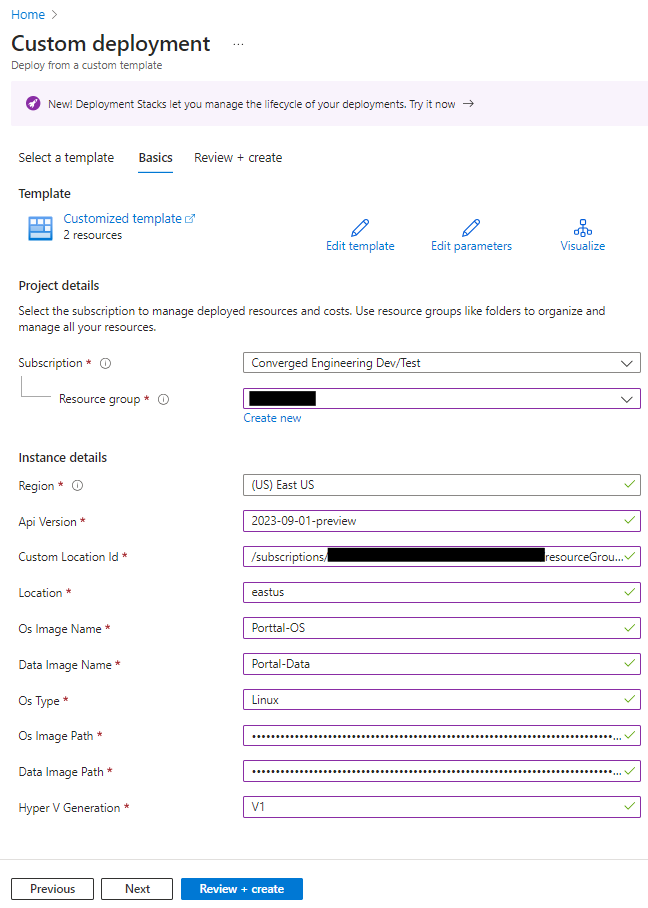 Home >
Custom deployment ...
Deploy from a custom template
New! Deployment Stacks let you manage the lifecycle of your deployments. Try it now →
Select a template Basics Review + create
Template
Customized template
2 resources
Edit template Edit parameters Visualize
Project details
Select the subscription to manage deployed resources and costs. Use resource groups like folders to organize and
manage all your resources.
Subscription * Converged Engineering Dev/Test
Resource group *
Create new
Instance details
Region * (US) East US
Api Version * 2023-09-01-preview
Custom Location Id * /subscriptions/ resourceGrou...
Location * eastus
Os Image Name * Porttal-OS
Data Image Name * Portal-Data
Os Type * Linux
Os Image Path * ••••••••••••••••••••••••••••••••••••••••••••••••••••••••••••••••••••••••...
Data Image Path * ••••••••••••••••••••••••••••••••••••••••••••••••••••••••••••••••••••••••...
Hyper V Generation * V1
Previous Next Review + create